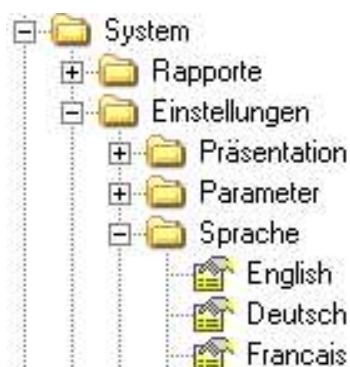 System
Rapporte
Einstellungen
Präsentation
Parameter
Sprache
English
Deutsch
Francais